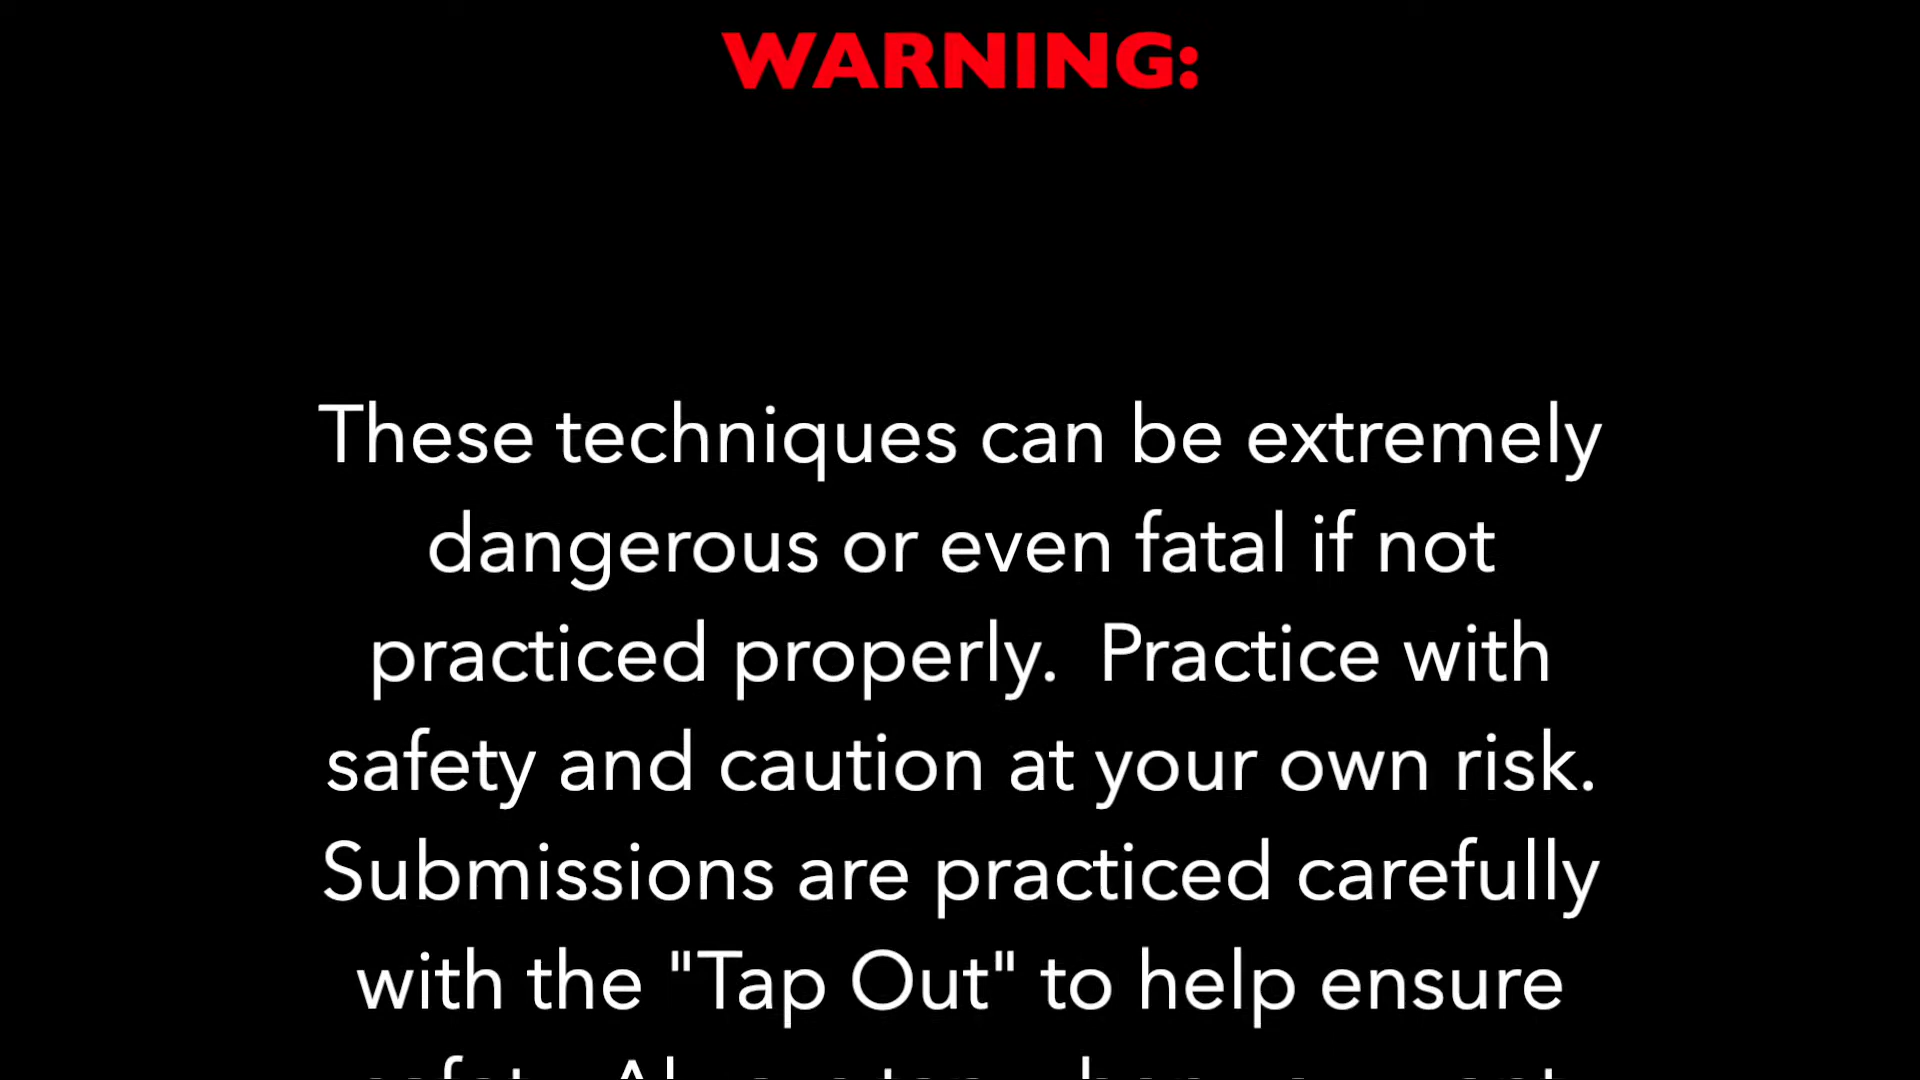 WARNING:
These techniques can be extremely
dangerous or even fatal if not
practiced properly.  Practice with
safety and caution at your own risk.
Submissions are practiced carefully
with the "Tap Out" to help ensure